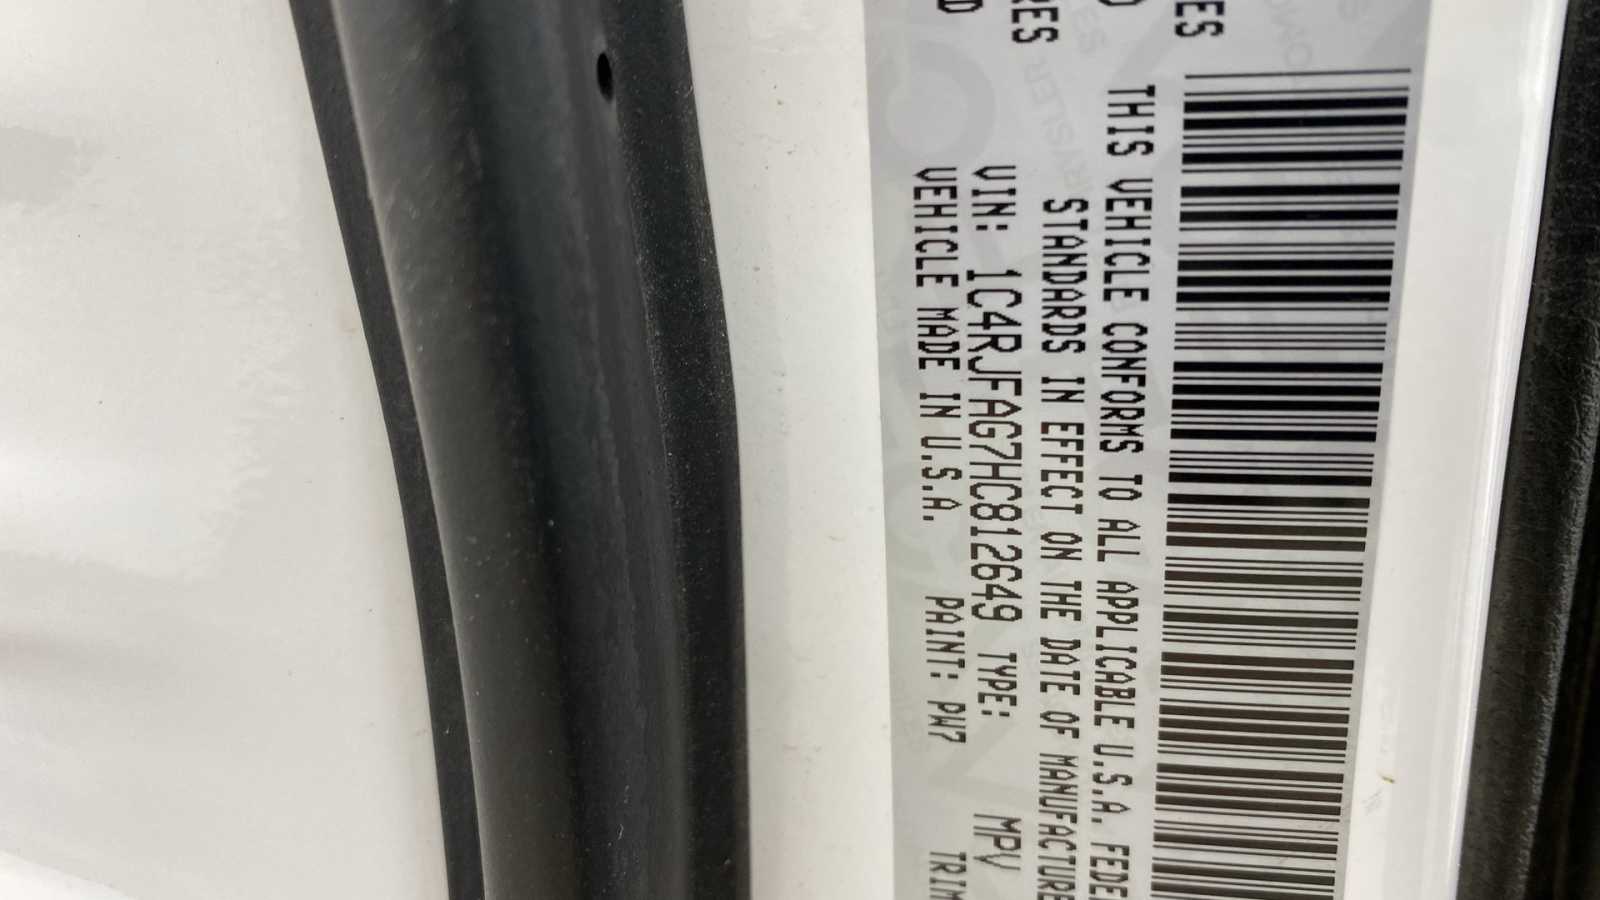 THIS VEHICLE CONFORMS TO ALL APPLICABLE U.S.A. FEDE
STANDARDS IN EFFECT ON THE DATE OF MANUFACTURE
VIN: 1C4RJFAG7HC812649 TYPE: MPV
VEHICLE MADE IN U.S.A. PAINT: PW7 TRIM